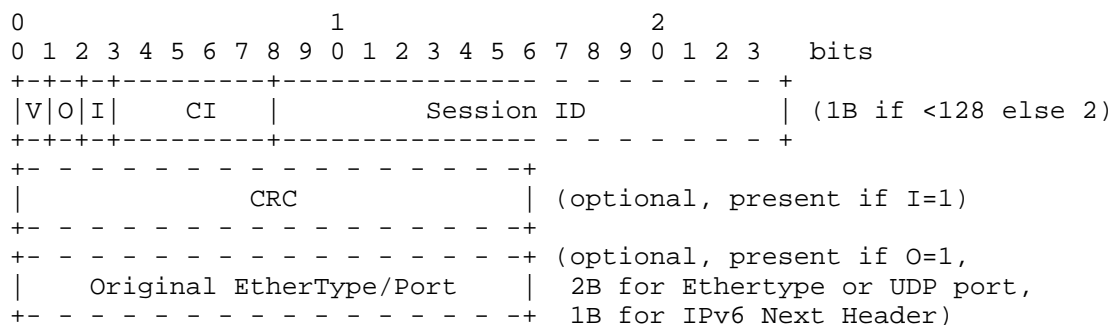 0                   1                   2
0 1 2 3 4 5 6 7 8 9 0 1 2 3 4 5 6 7 8 9 0 1 2 3   bits
+-+-+-+---------+---------------- - - - - - - - +
|V|O|I|   CI    |         Session ID            | (1B if <128 else 2)
+-+-+-+---------+---------------- - - - - - - - +
+- - - - - - - - - - - - - - - -+
|              CRC              | (optional, present if I=1)
+- - - - - - - - - - - - - - - -+
+- - - - - - - - - - - - - - - -+ (optional, present if O=1,
|    Original EtherType/Port    |  2B for Ethertype or UDP port,
+- - - - - - - - - - - - - - - -+  1B for IPv6 Next Header)